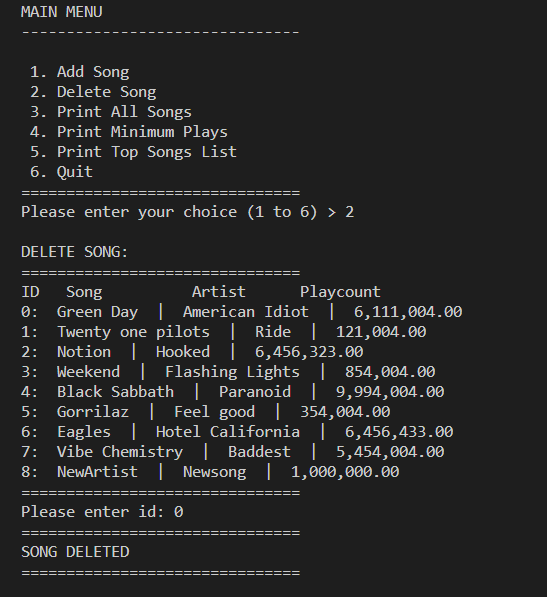 MAIN MENU
-------------------------------
1. Add Song
2. Delete Song
3. Print All Songs
4. Print Minimum Plays
5. Print Top Songs List
6. Quit
===============================
Please enter your choice (1 to 6) > 2
DELETE SONG:
===============================
ID   Song          Artist      Playcount
0:  Green Day  |  American Idiot  |  6,111,004.00
1:  Twenty one pilots  |  Ride  |  121,004.00
2:  Notion  |  Hooked  |  6,456,323.00
3:  Weekend  |  Flashing Lights  |  854,004.00
4:  Black Sabbath  |  Paranoid  |  9,994,004.00
5:  Gorrilaz  |  Feel good  |  354,004.00
6:  Eagles  |  Hotel California  |  6,456,433.00
7:  Vibe Chemistry  |  Baddest  |  5,454,004.00
8:  NewArtist  |  Newsong  |  1,000,000.00
===============================
Please enter id: 0
===============================
SONG DELETED
===============================